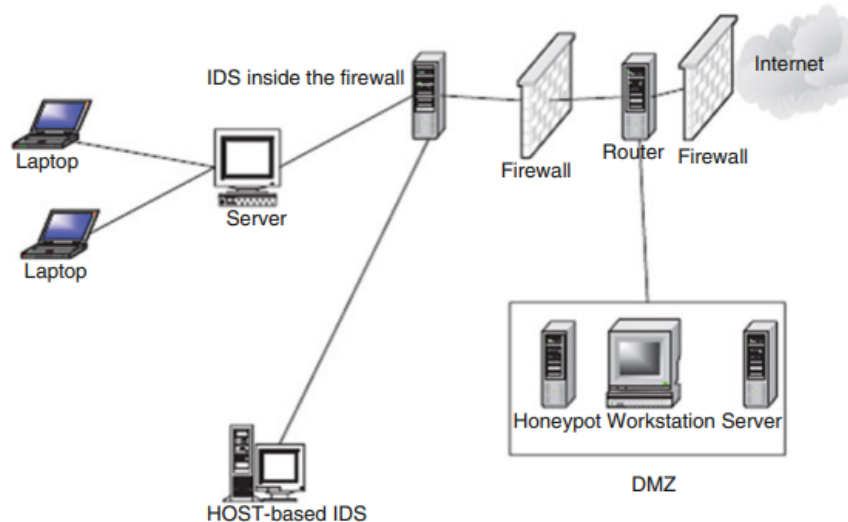 IDS inside the firewall
Internet
Laptop
Firewall
Router
Firewall
Server
Laptop
Honeypot Workstation Server
DMZ
HOST-based IDS